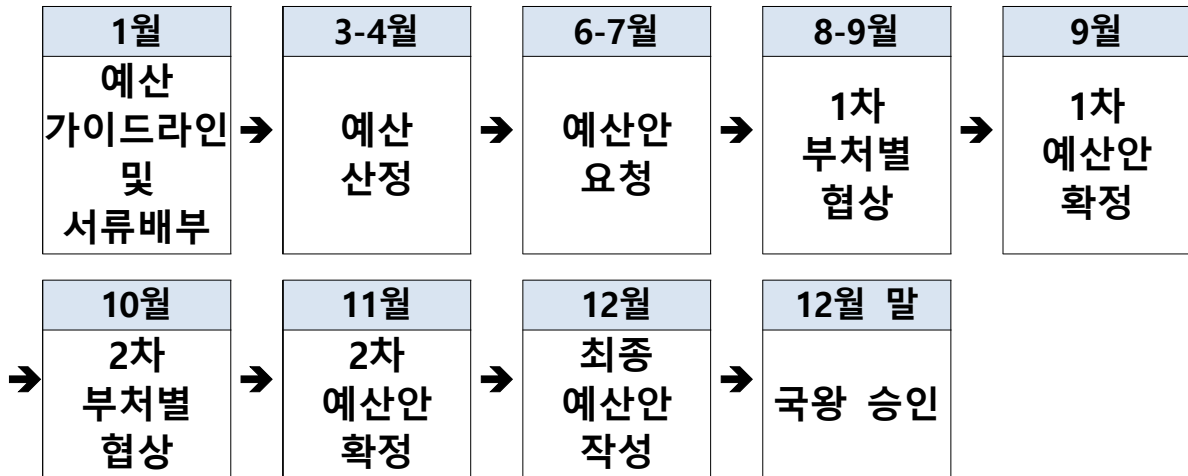 1월
예산
가이드라인
및
서류배부
➔
3-4월
예산
산정
➔
6-7월
예산안
요청
➔
8-9월
1차
부처별
협상
➔
9월
1차
예산안
확정
➔
10월
2차
부처별
협상
➔
11월
2차
예산안
확정
➔
12월
최종
예산안
작성
➔
12월 말
국왕 승인